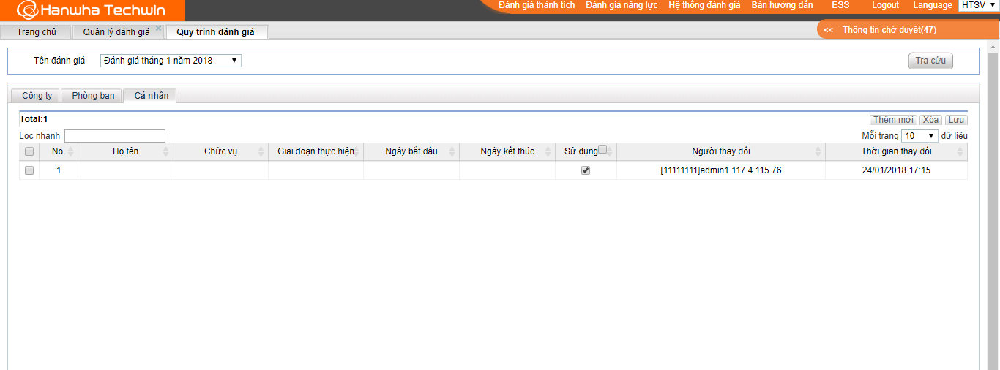 Hanwha Techwin
Đánh giá thành tích Đánh giá năng lực Hệ thống đánh giá Bản hướng dẫn ESS Logout Language HTSV
Trang chủ Quản lý đánh giá Quy trình đánh giá << Thông tin chờ duyệt(47)
Tên đánh giá Đánh giá tháng 1 năm 2018 Tra cứu
Công ty Phòng ban Cá nhân
Total:1 Thêm mới Xóa Lưu
Lọc nhanh Mỗi trang 10 dữ liệu
No. Họ tên Chức vụ Giai đoạn thực hiện Ngày bắt đầu Ngày kết thúc Sử dụng Người thay đổi Thời gian thay đổi
1 [11111111]admin1 117.4.115.76 24/01/2018 17:15